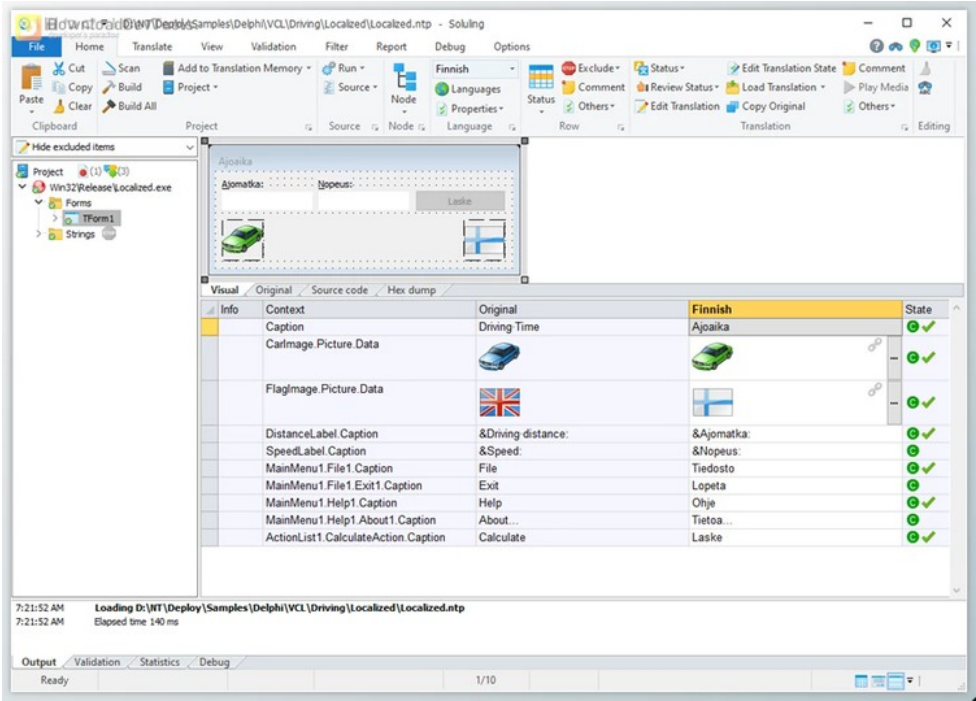 D:\NT\Deploy\Samples\Delphi\VCL\Driving\Localized\Localized.ntp - Soluling
File Home Translate View Validation Filter Report Debug Options
Paste Cut Copy Clear
Scan Build Build All
Add to Translation Memory Project
Run Source
Node
Finnish Languages Properties
Status
Exclude Comment Others
Status Review Status Edit Translation
Edit Translation State Load Translation Copy Original
Comment Play Media Others
Clipboard Project Source Node Language Row Translation Editing
Hide excluded items
Project (1) (3)
Win32\Release\Localized.exe
Forms
TForm1
Strings
Ajoaika
Ajomatka: Nopeus:
Laske
Visual Original Source code Hex dump
Info Context Original Finnish State
Caption Driving·Time Ajoaika
CarImage.Picture.Data
FlagImage.Picture.Data
DistanceLabel.Caption &Driving·distance: &Ajomatka:
SpeedLabel.Caption &Speed: &Nopeus:
MainMenu1.File1.Caption File Tiedosto
MainMenu1.File1.Exit1.Caption Exit Lopeta
MainMenu1.Help1.Caption Help Ohje
MainMenu1.Help1.About1.Caption About... Tietoa...
ActionList1.CalculateAction.Caption Calculate Laske
7:21:52 AM Loading D:\NT\Deploy\Samples\Delphi\VCL\Driving\Localized\Localized.ntp
7:21:52 AM Elapsed time 140 ms
Output Validation Statistics Debug
Ready 1/10